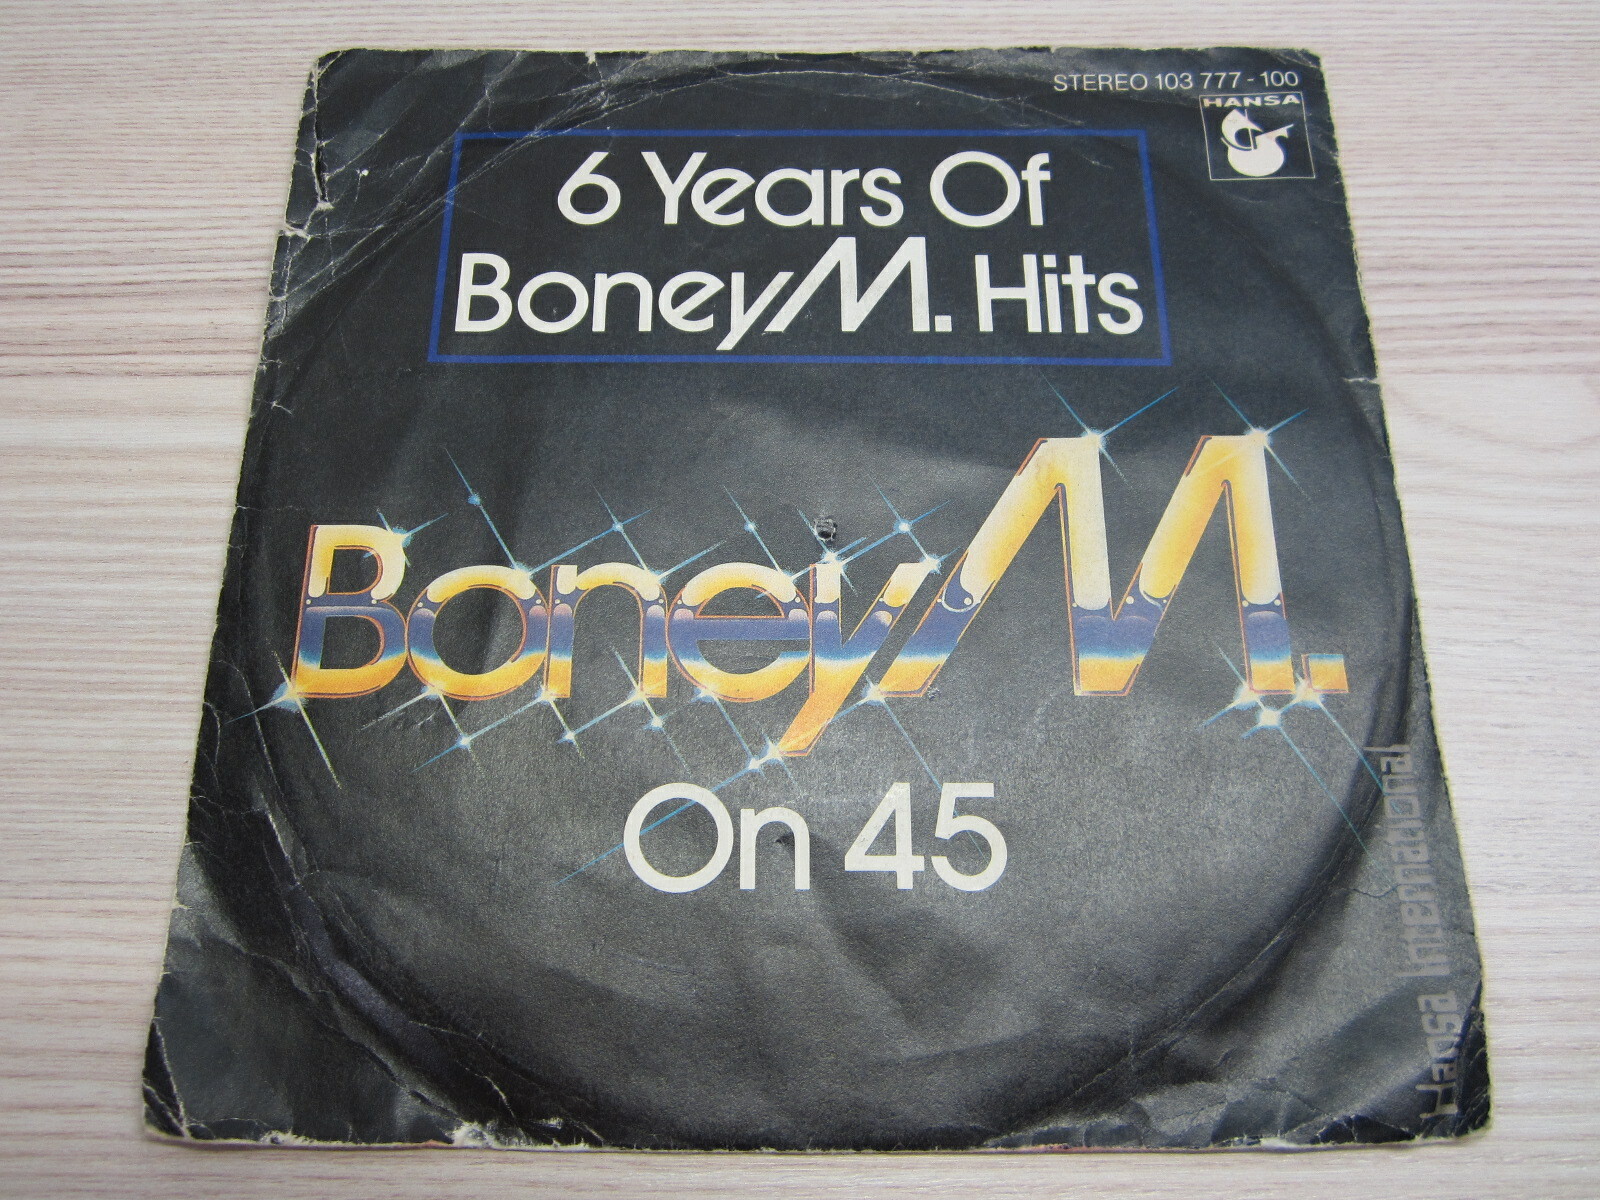 STEREO 103 777-100
HANSA
6 Years Of
Boney M. Hits
Boney M.
On 45
Hansa International